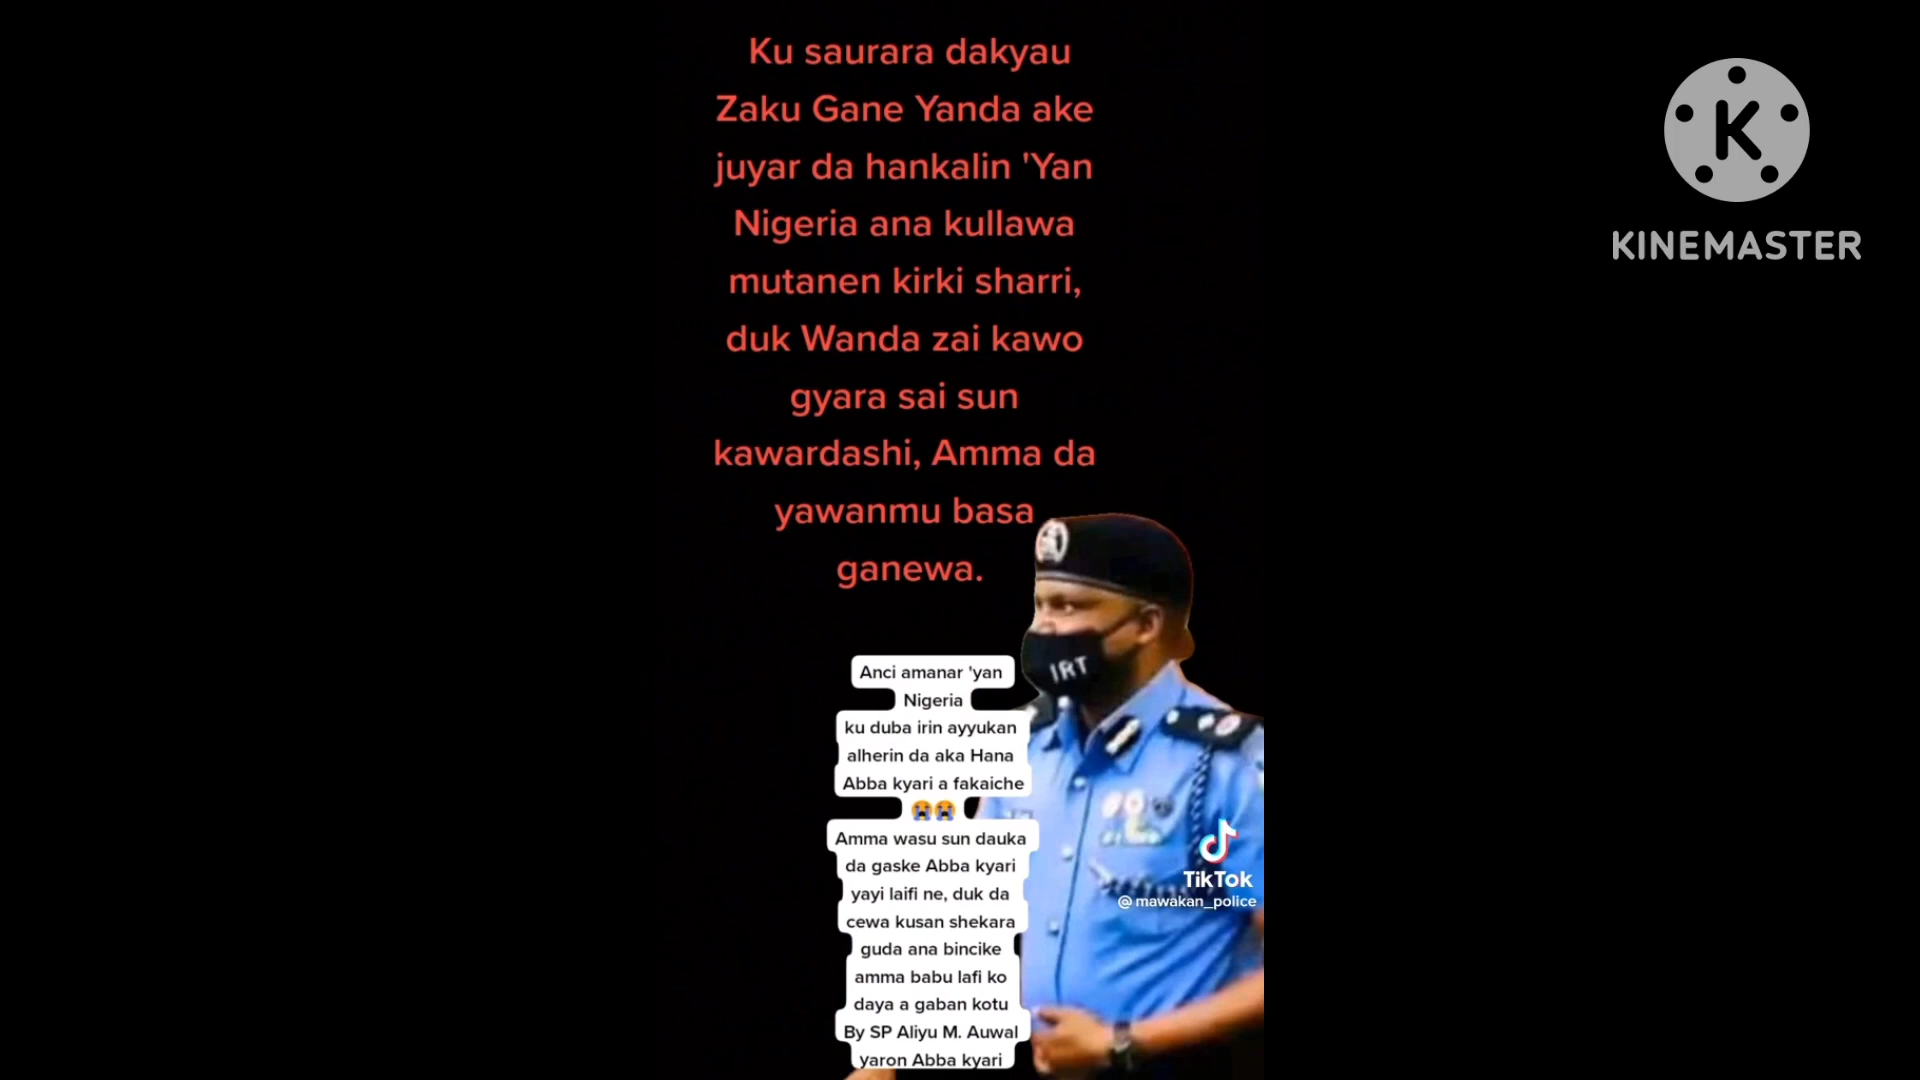 Ku saurara dakyau
Zaku Gane Yanda ake
juyar da hankalin 'Yan
Nigeria ana kullawa
mutanen kirki sharri,
duk Wanda zai kawo
gyara sai sun
kawardashi, Amma da
yawanmu basa
ganewa.
K
KINEMASTER
IRT
Anci amanar 'yan
Nigeria
ku duba irin ayyukan
alherin da aka Hana
Abba kyari a fakaiche
😭😭
Amma wasu sun dauka
da gaske Abba kyari
yayi laifi ne, duk da
cewa kusan shekara
guda ana bincike
amma babu lafi ko
daya a gaban kotu
By SP Aliyu M. Auwal
yaron Abba kyari
TikTok
@mawakan_police